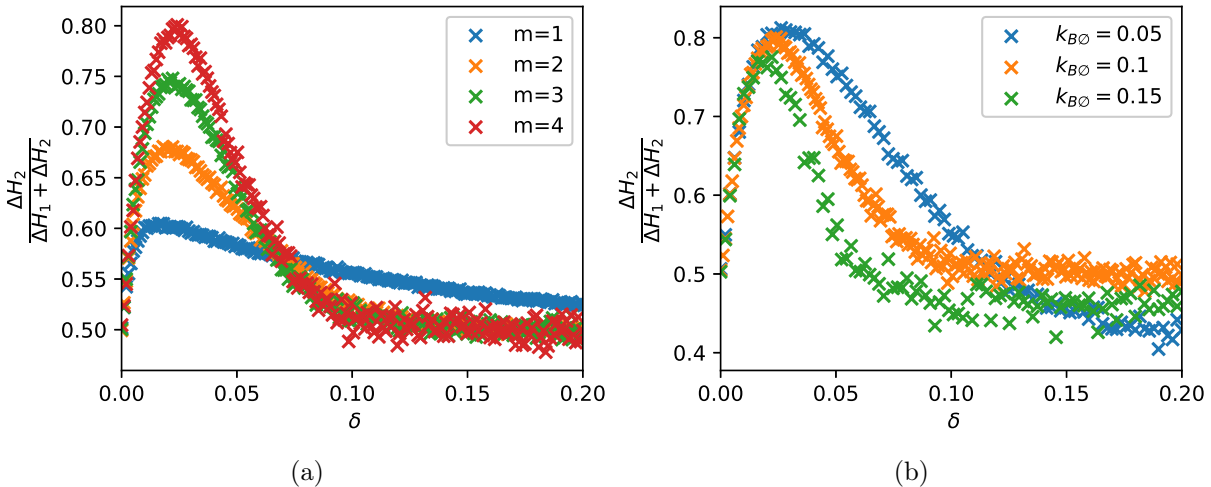 0.80
0.75
0.70
0.65
0.60
0.55
0.50
ΔH₂
ΔH₁ + ΔH₂
m=1
m=2
m=3
m=4
0.00 0.05 0.10 0.15 0.20
δ
(a)
0.8
0.7
0.6
0.5
0.4
ΔH₂
ΔH₁ + ΔH₂
k_{B∅} = 0.05
k_{B∅} = 0.1
k_{B∅} = 0.15
0.00 0.05 0.10 0.15 0.20
δ
(b)